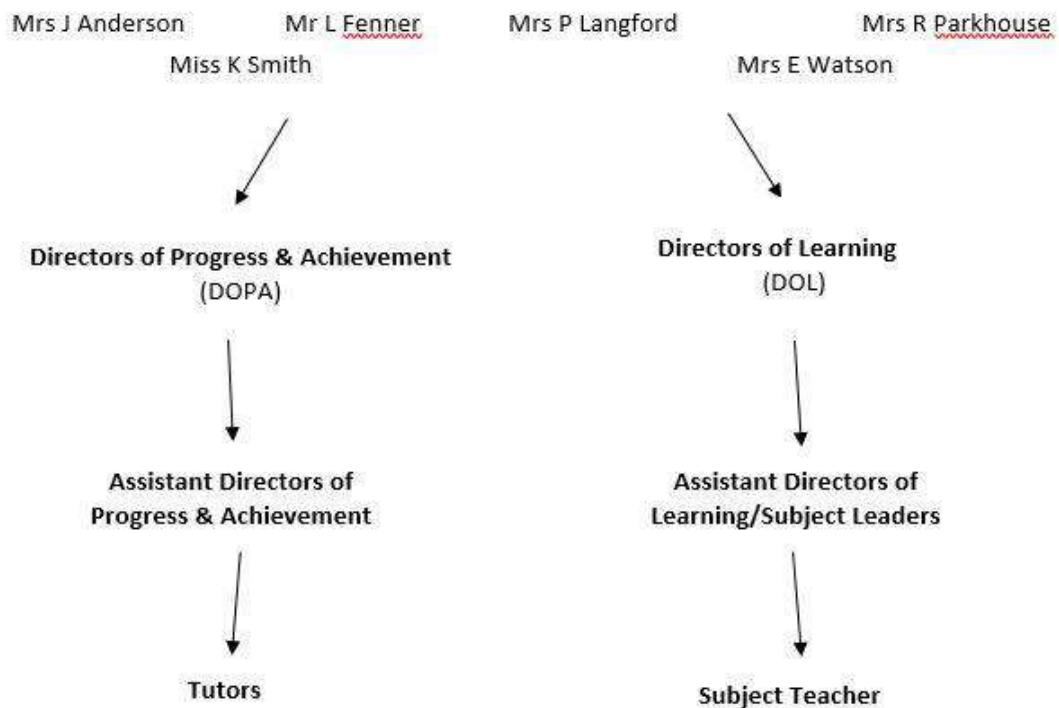 Mrs J Anderson Mr L Fenner Mrs P Langford Mrs R Parkhouse
Miss K Smith Mrs E Watson
Directors of Progress & Achievement
(DOPA)
Directors of Learning
(DOL)
Assistant Directors of
Progress & Achievement
Assistant Directors of
Learning/Subject Leaders
Tutors
Subject Teacher